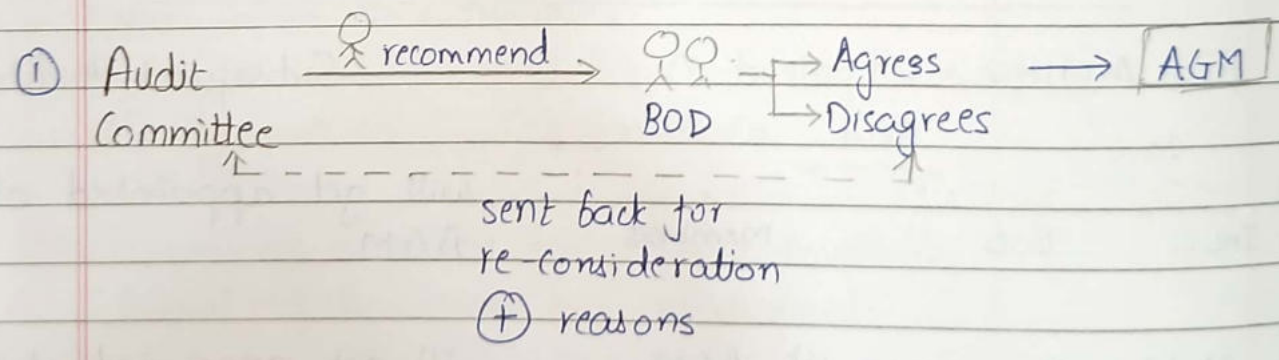 ① Audit recommend Agress AGM
Committee BOD Disagrees
sent back for
re-consideration
⊕ reasons